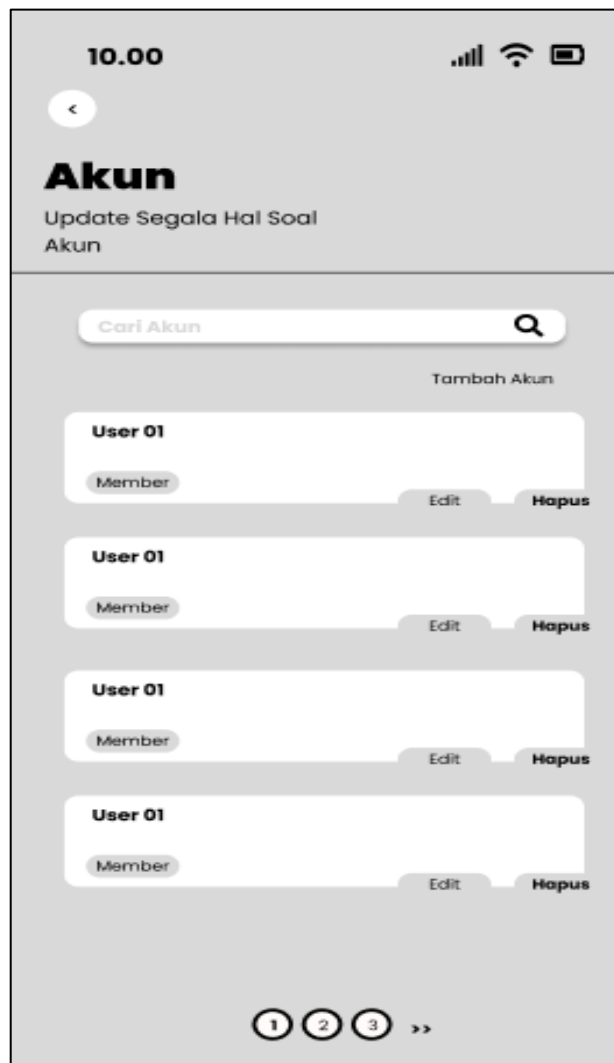 10.00
<
Akun
Update Segala Hal Soal
Akun
Cari Akun
Tambah Akun
User 01
Member
Edit Hapus
User 01
Member
Edit Hapus
User 01
Member
Edit Hapus
User 01
Member
Edit Hapus
1 2 3 >>